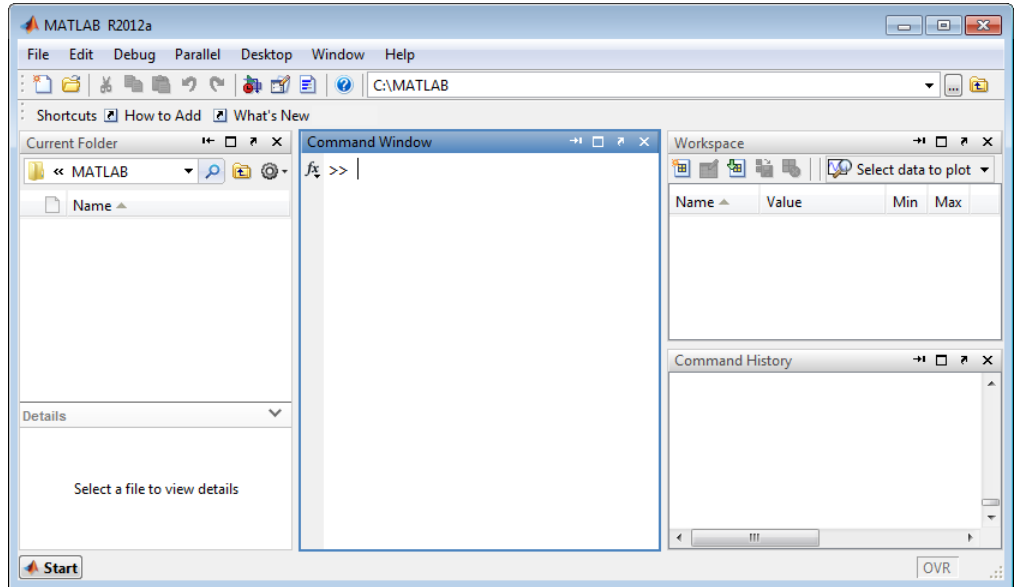 MATLAB R2012a
File Edit Debug Parallel Desktop Window Help
C:\MATLAB
...
Shortcuts How to Add What's New
Current Folder
« MATLAB
Name
Details
Select a file to view details
Command Window
fx >>
Workspace
Select data to plot
Name Value Min Max
Command History
Start
OVR